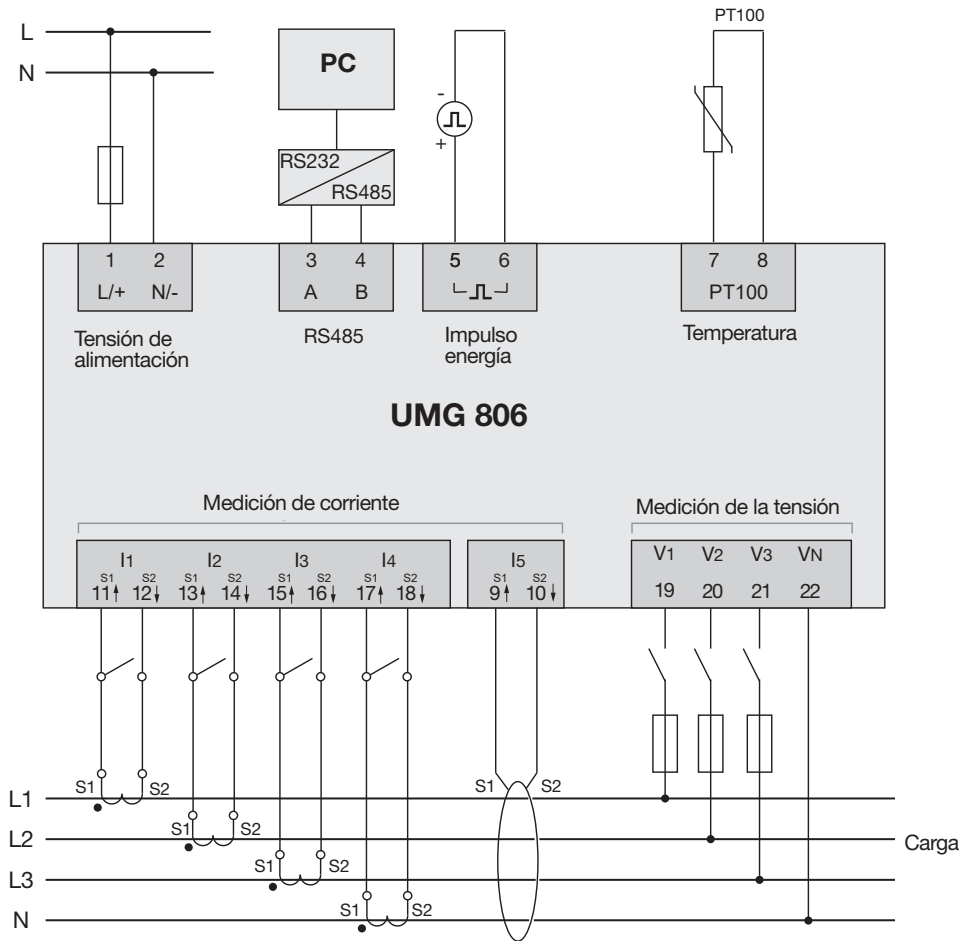 PT100
L
N
PC
RS232
RS485
-
+
1 2
L/+ N/-
3 4
A B
5 6
7 8
PT100
Tensión de
alimentación
RS485
Impulso
energía
Temperatura
UMG 806
Medición de corriente
Medición de la tensión
I1 I2 I3 I4 I5
S1 S2 S1 S2 S1 S2 S1 S2 S1 S2
11 12 13 14 15 16 17 18 9 10
V1 V2 V3 VN
19 20 21 22
S1 S2 S1 S2
L1
S1 S2
L2
Carga
S1 S2
L3
S1 S2
N